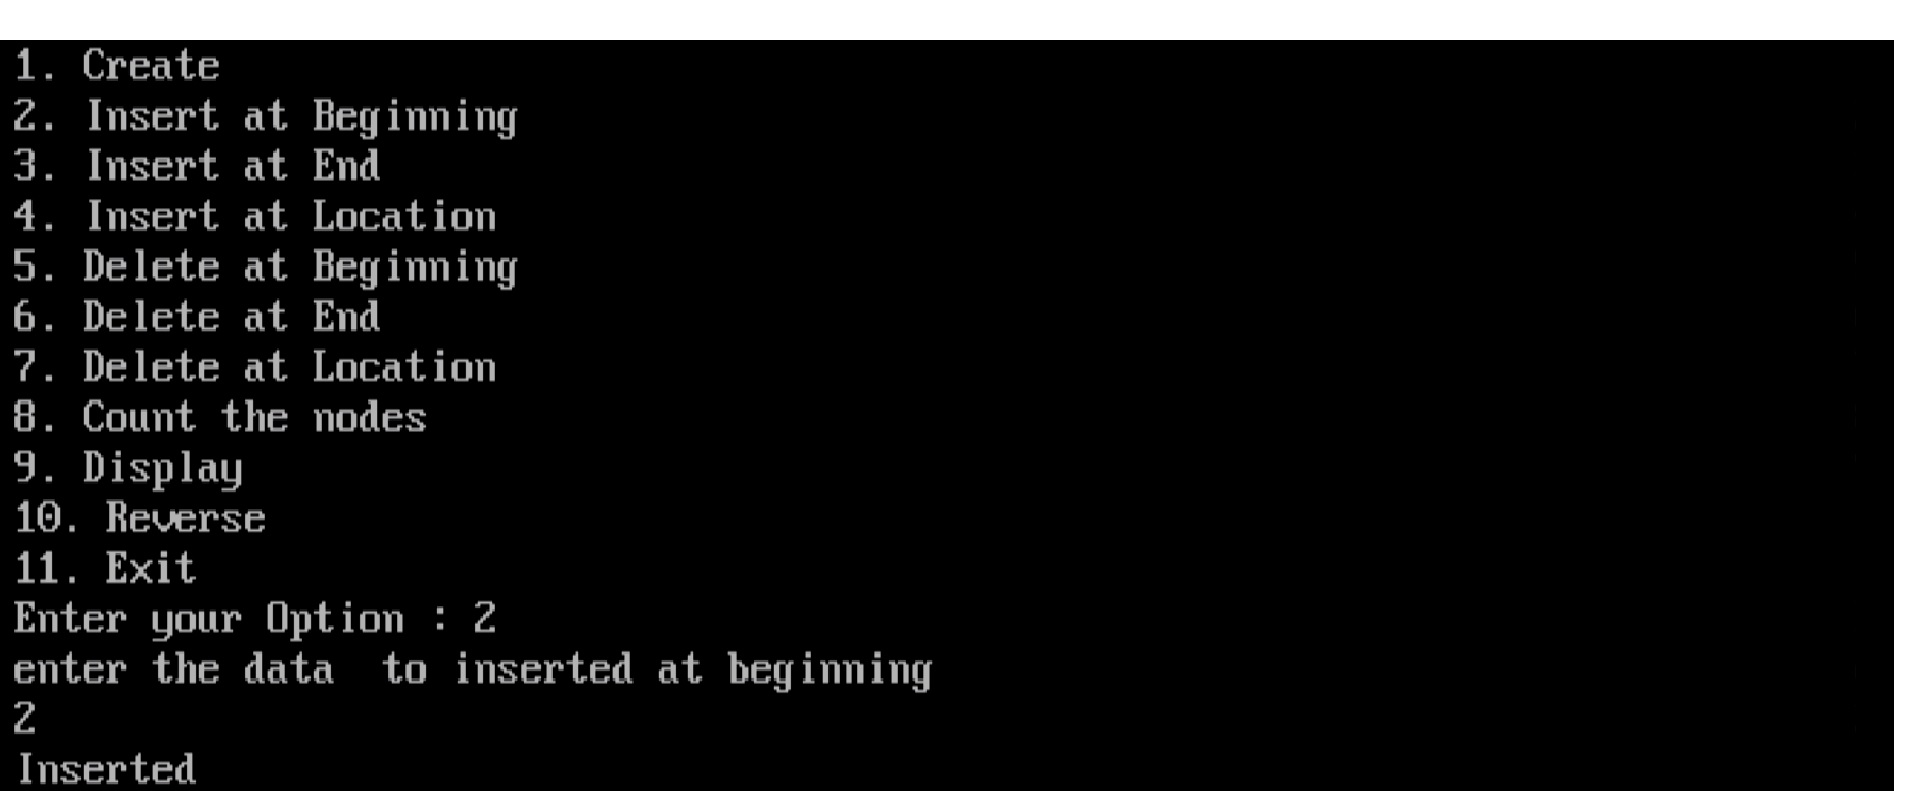 1. Create
2. Insert at Beginning
3. Insert at End
4. Insert at Location
5. Delete at Beginning
6. Delete at End
7. Delete at Location
8. Count the nodes
9. Display
10. Reverse
11. Exit
Enter your Option : 2
enter the data  to inserted at beginning
2
Inserted